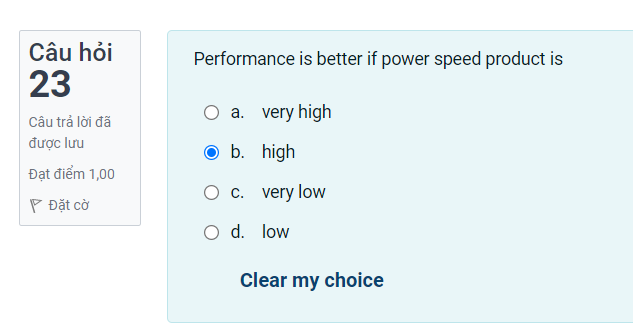 Câu hỏi
23
Câu trả lời đã
được lưu
Đạt điểm 1,00
Đặt cờ
Performance is better if power speed product is
a. very high
b. high
c. very low
d. low
Clear my choice